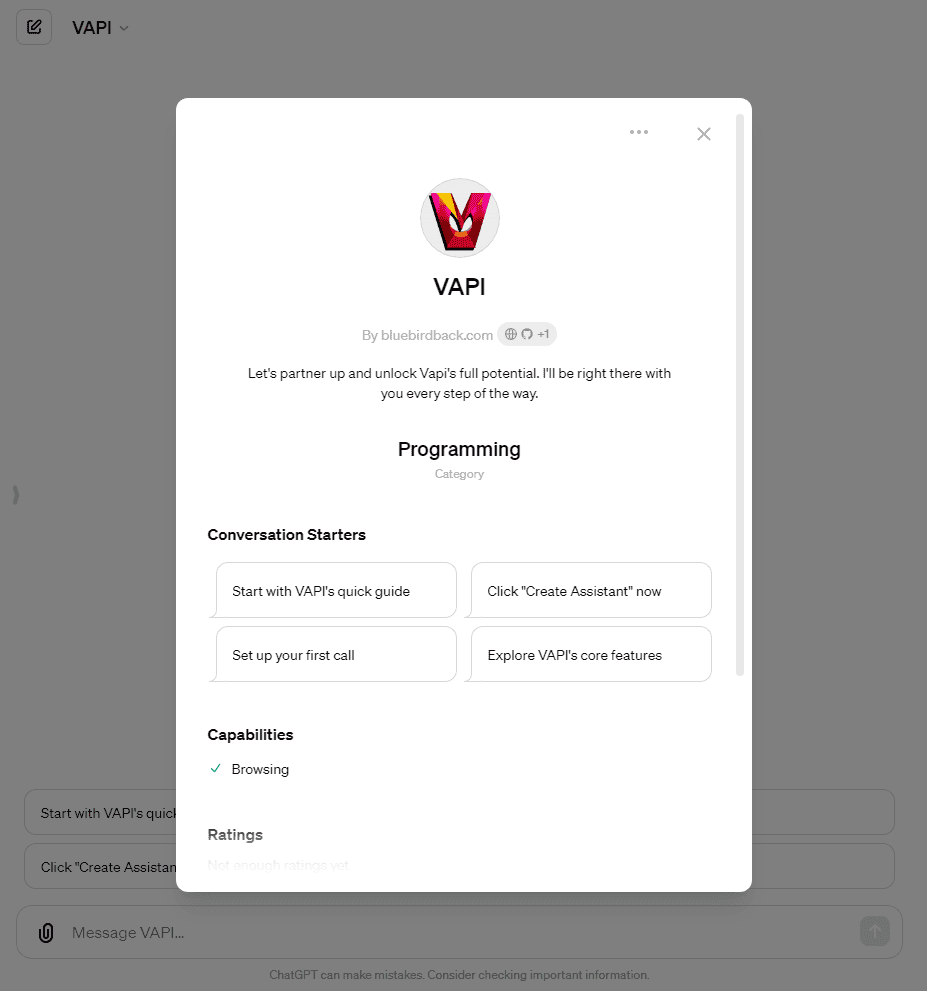 VAPI
VAPI
By bluebirdback.com +1
Let's partner up and unlock Vapi's full potential. I'll be right there with
you every step of the way.
Programming
Category
Conversation Starters
Start with VAPI's quick guide
Click "Create Assistant" now
Set up your first call
Explore VAPI's core features
Capabilities
Browsing
Ratings
Not enough ratings yet
Start with VAPI's quick
Click "Create Assistan
Message VAPI...
ChatGPT can make mistakes. Consider checking important information.